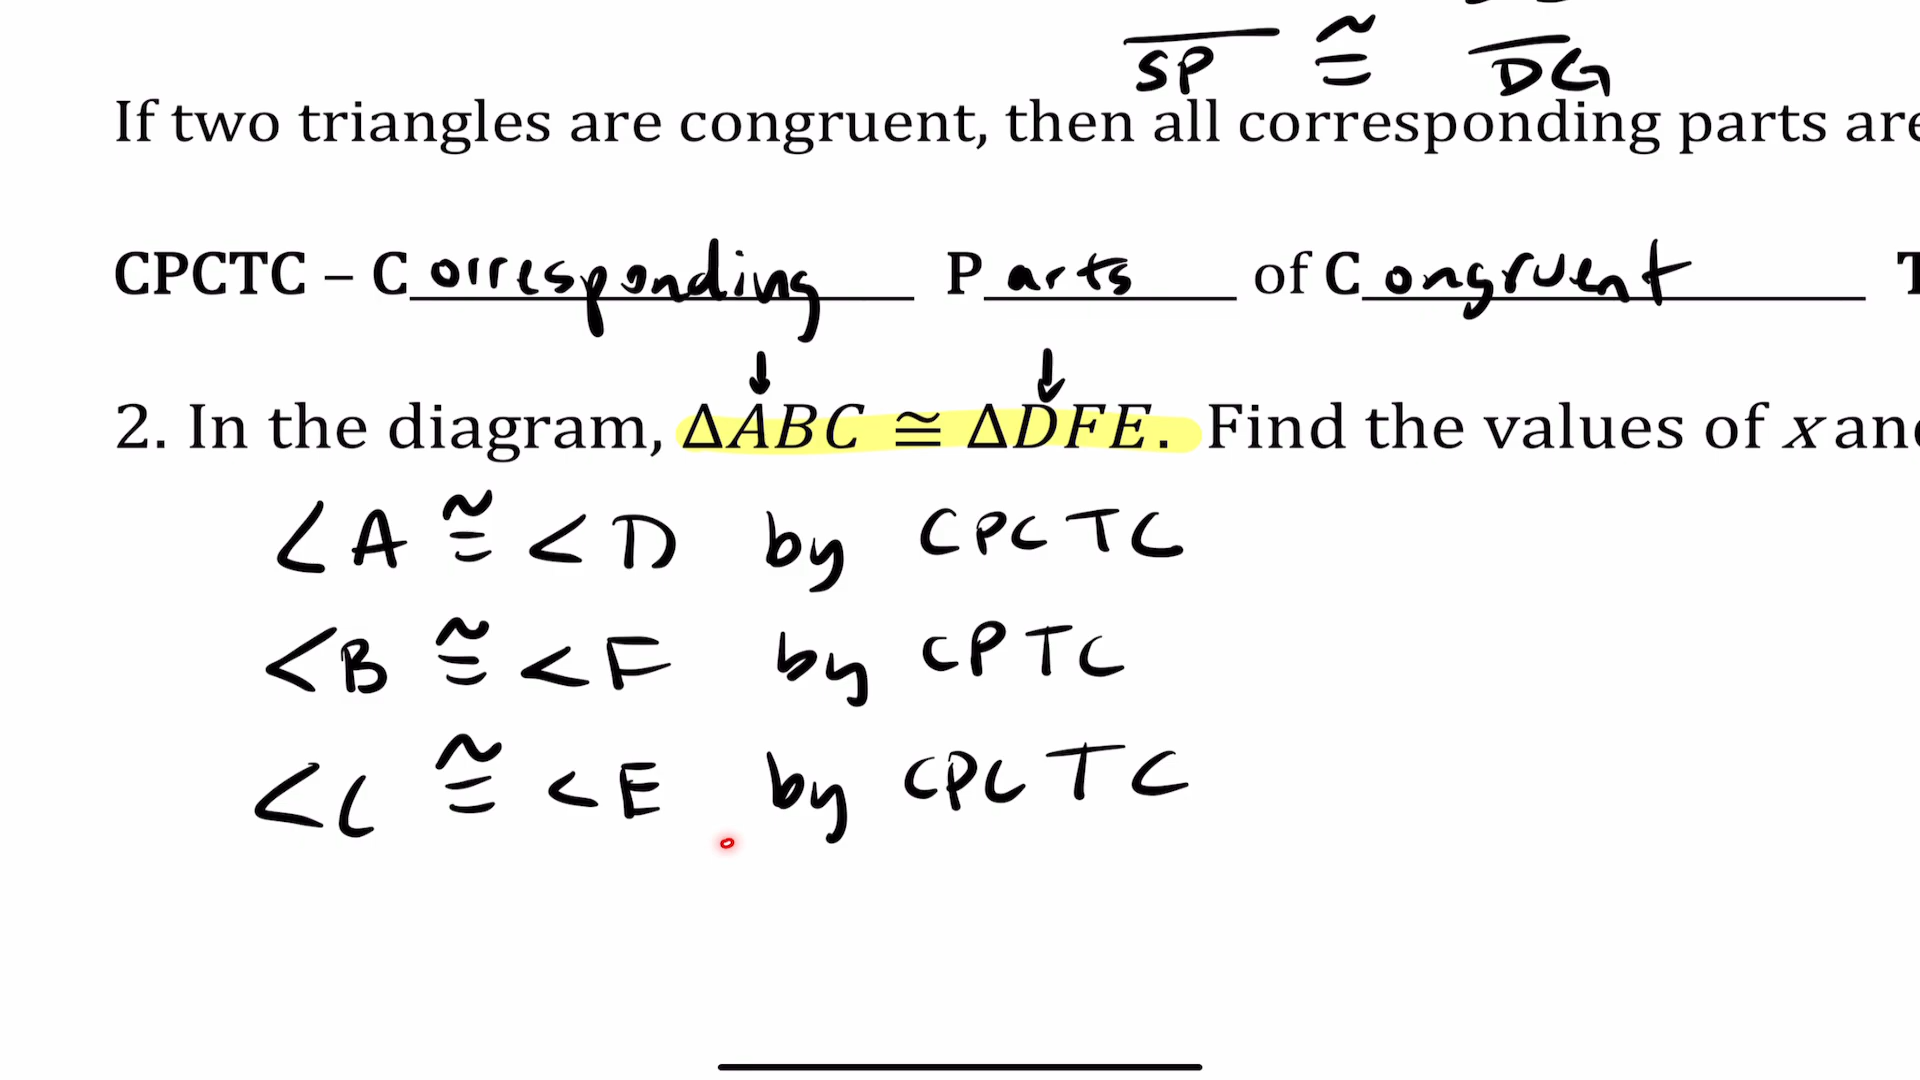 SP ≅ DG
If two triangles are congruent, then all corresponding parts are
CPCTC – Corresponding Parts of Congruent T
2. In the diagram, ΔABC ≅ ΔDFE. Find the values of x and
<A ≅ <D by CPCTC
<B ≅ <F by CPTC
<C ≅ <E by CPCTC